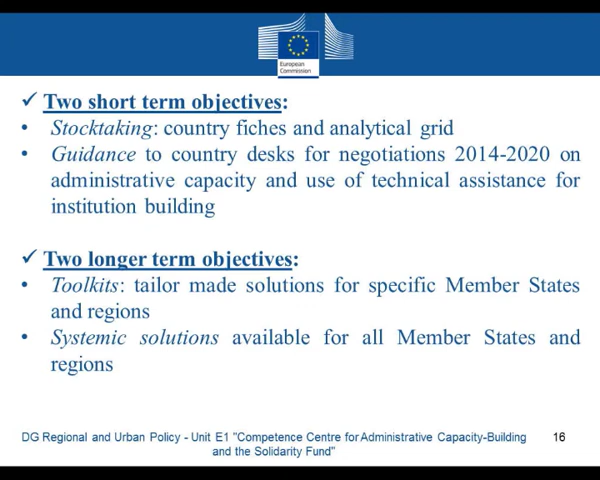 European
Commission
✓ Two short term objectives:
• Stocktaking: country fiches and analytical grid
• Guidance to country desks for negotiations 2014-2020 on
administrative capacity and use of technical assistance for
institution building
✓ Two longer term objectives:
• Toolkits: tailor made solutions for specific Member States
and regions
• Systemic solutions available for all Member States and
regions
DG Regional and Urban Policy - Unit E1 "Competence Centre for Administrative Capacity-Building
and the Solidarity Fund"
16